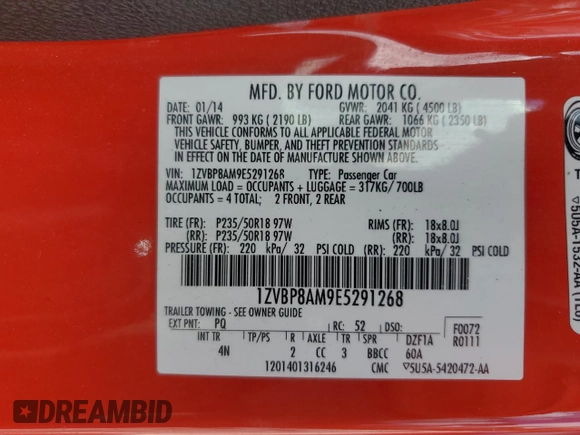 MFD. BY FORD MOTOR CO.
DATE: 01/14 GVWR: 2041 KG ( 4500 LB)
FRONT GAWR: 993 KG ( 2190 LB) REAR GAWR: 1066 KG ( 2350 LB)
THIS VEHICLE CONFORMS TO ALL APPLICABLE FEDERAL MOTOR
VEHICLE SAFETY, BUMPER, AND THEFT PREVENTION STANDARDS
IN EFFECT ON THE DATE OF MANUFACTURE SHOWN ABOVE.
VIN: 1ZVBP8AM9E5291268 TYPE: Passenger Car
MAXIMUM LOAD = OCCUPANTS + LUGGAGE = 317KG/700LB
OCCUPANTS = 4 TOTAL; 2 FRONT, 2 REAR
TIRE (FR): P235/50R18 97W RIMS (FR): 18x8.0J
(RR): P235/50R18 97W (RR): 18x8.0J
PRESSURE (FR): 220 kPa/ 32 PSI COLD (RR): 220 kPa/ 32 PSI COLD
1ZVBP8AM9E5291268
TRAILER TOWING - SEE OWNER GUIDE
EXT PNT: PQ RC: 52 DSO: F0072
INT TR TP/PS R AXLE TR SPR DZF1A R0111
4N 2 CC 3 BBCC 60A
1201401316246 CMC ▽5U5A-5420472-AA
DREAMBID